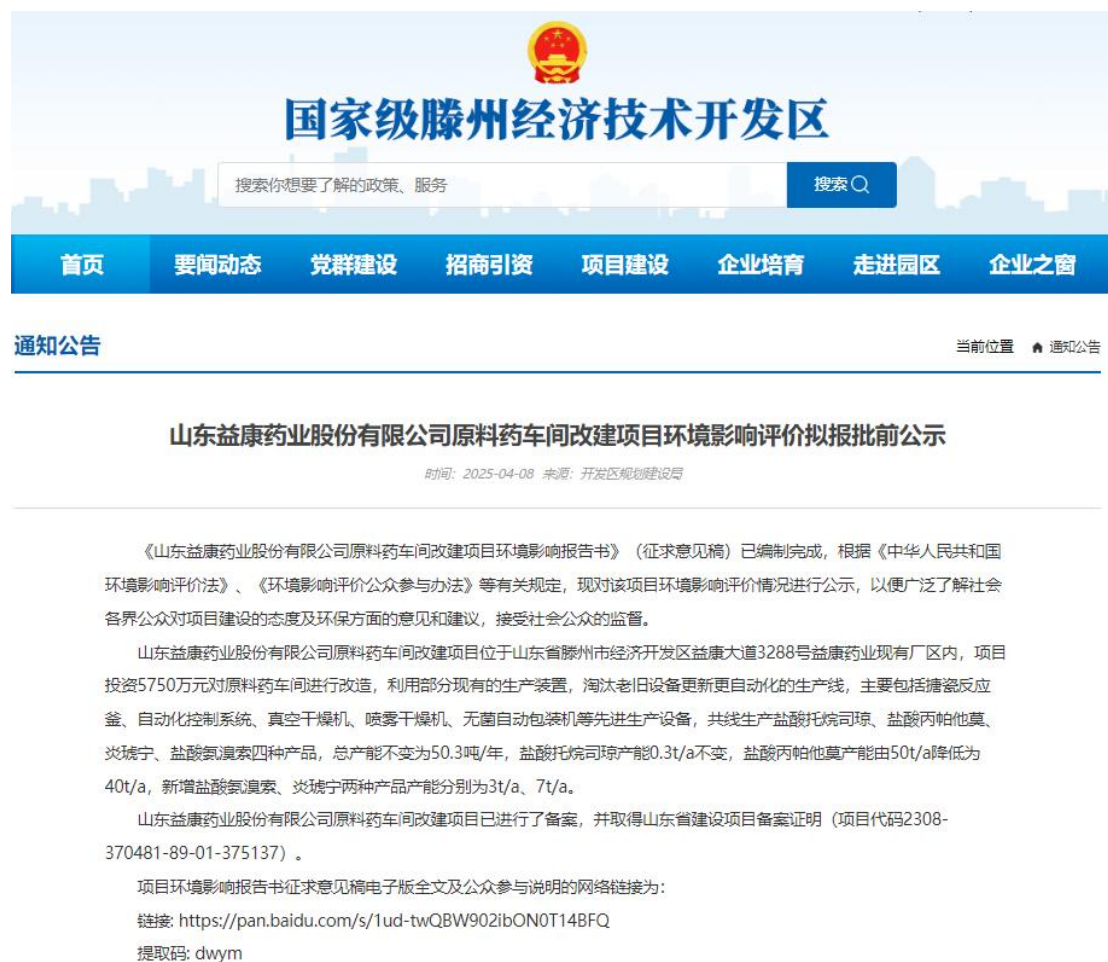 国家级滕州经济技术开发区
搜索你想要了解的政策、服务
搜索
首页 要闻动态 党群建设 招商引资 项目建设 企业培育 走进园区 企业之窗
通知公告
当前位置 通知公告
山东益康药业股份有限公司原料药车间改建项目环境影响评价拟报批前公示
时间：2025-04-08 来源：开发区规划建设局
《山东益康药业股份有限公司原料药车间改建项目环境影响报告书》（征求意见稿）已编制完成，根据《中华人民共和国
环境影响评价法》、《环境影响评价公众参与办法》等有关规定，现对该项目环境影响评价情况进行公示，以便广泛了解社会
各界公众对项目建设的态度及环保方面的意见和建议，接受社会公众的监督。
山东益康药业股份有限公司原料药车间改建项目位于山东省滕州市经济开发区益康大道3288号益康药业现有厂区内，项目
投资5750万元对原料药车间进行改造，利用部分现有的生产装置，淘汰老旧设备更新更自动化的生产线，主要包括搪瓷反应
釜、自动化控制系统、真空干燥机、喷雾干燥机、无菌自动包装机等先进生产设备，共线生产盐酸托烷司琼、盐酸丙帕他莫、
炎琥宁、盐酸氨溴索四种产品，总产能不变为50.3吨/年，盐酸托烷司琼产能0.3t/a不变，盐酸丙帕他莫产能由50t/a降低为
40t/a，新增盐酸氨溴索、炎琥宁两种产品产能分别为3t/a、7t/a。
山东益康药业股份有限公司原料药车间改建项目已进行了备案，并取得山东省建设项目备案证明（项目代码2308-
370481-89-01-375137）。
项目环境影响报告书征求意见稿电子版全文及公众参与说明的网络链接为：
链接: https://pan.baidu.com/s/1ud-twQBW902ibON0T14BFQ
提取码: dwym